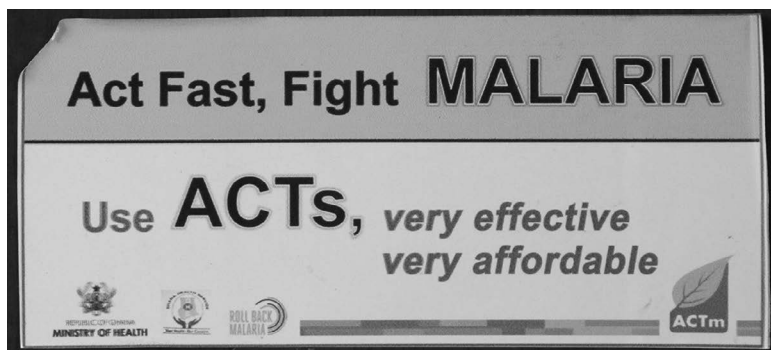 Act Fast, Fight MALARIA
Use ACTs, very effective
very affordable
REPUBLIC OF GHANA
MINISTRY OF HEALTH
ROLL BACK
MALARIA
ACTm